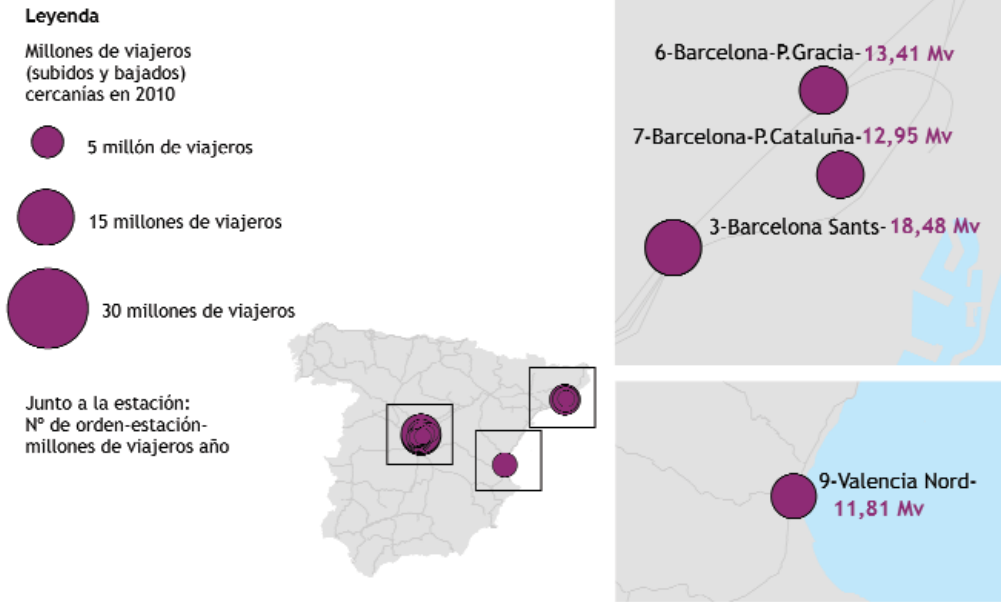 Leyenda
Millones de viajeros
(subidos y bajados)
cercanías en 2010
5 millón de viajeros
15 millones de viajeros
30 millones de viajeros
Junto a la estación:
Nº de orden-estación-
millones de viajeros año
6-Barcelona-P.Gracia- 13,41 Mv
7-Barcelona-P.Cataluña-12,95 Mv
3-Barcelona Sants- 18,48 Mv
9-Valencia Nord-
11,81 Mv